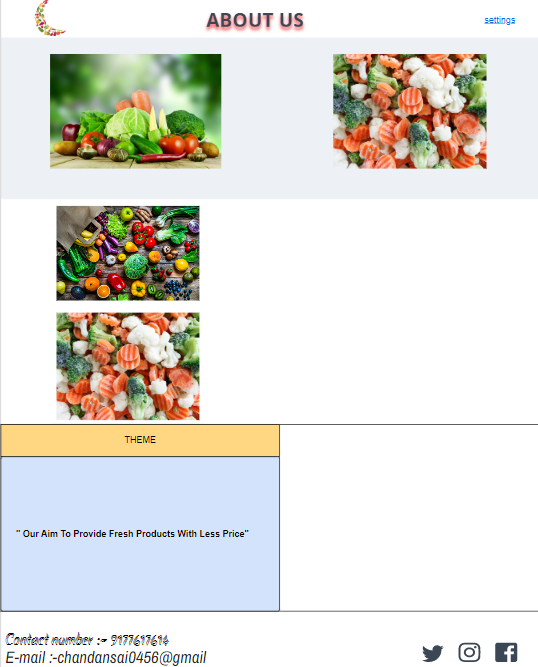 ABOUT US
settings
THEME
" Our Aim To Provide Fresh Products With Less Price"
Contact number :- 9177617614
E-mail :-chandansai0456@gmail